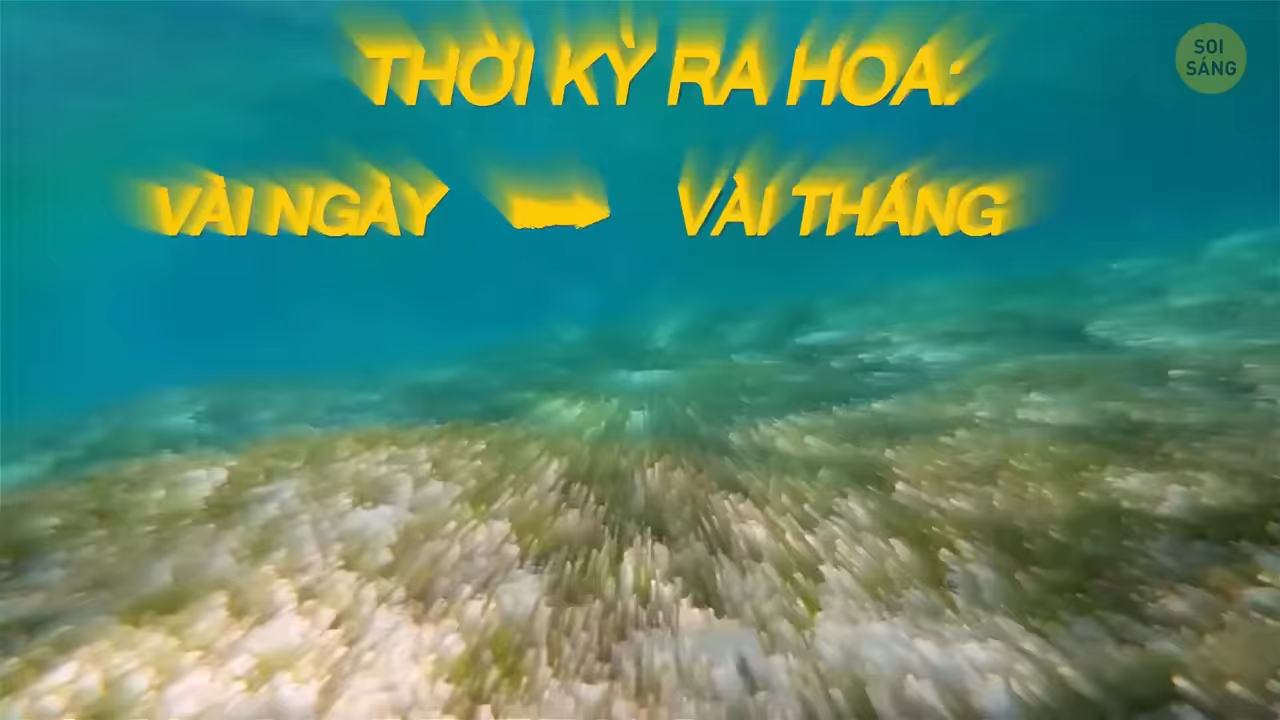 THỜI KỲ RA HOA:
VÀI NGÀY ➡ VÀI THÁNG
SOI
SÁNG